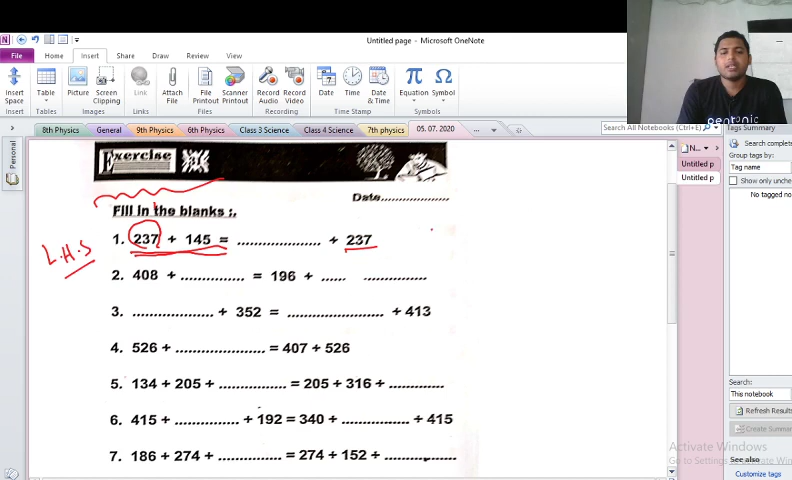 Untitled page - Microsoft OneNote
File Home Insert Share Draw Review View
Insert Space
Table
Picture
Screen Clipping
Link
Attach File
File Printout
Scanner Printout
Record Audio
Record Video
Date
Time
Date & Time
Equation
Symbol
Insert Tables Images Links Files Recording Time Stamp Symbols
pentonic
8th Physics General 9th Physics 6th Physics Class 3 Science Class 4 Science 7th physics 05. 07. 2020 ...
Search All Notebooks (Ctrl+E)
Personal
Exercise
Date...................
Fill in the blanks :.
L.H.S
1. 237 + 145 = ........................ + 237
2. 408 + .................. = 196 + ...... ..................
3. ....................... + 352 = ........................... + 413
4. 526 + ......................... = 407 + 526
5. 134 + 205 + ................... = 205 + 316 + ...............
6. 415 + .................. + 192 = 340 + ................... + 415
7. 186 + 274 + .................. = 274 + 152 + ....................
N...
Untitled p
Untitled p
Tags Summary
Search complete
Group tags by:
Tag name
Show only unche
No tagged no
Search:
This notebook
Refresh Results
Create Summa
See also
Customize tags
Activate Windows
Go to Settings to activate Win